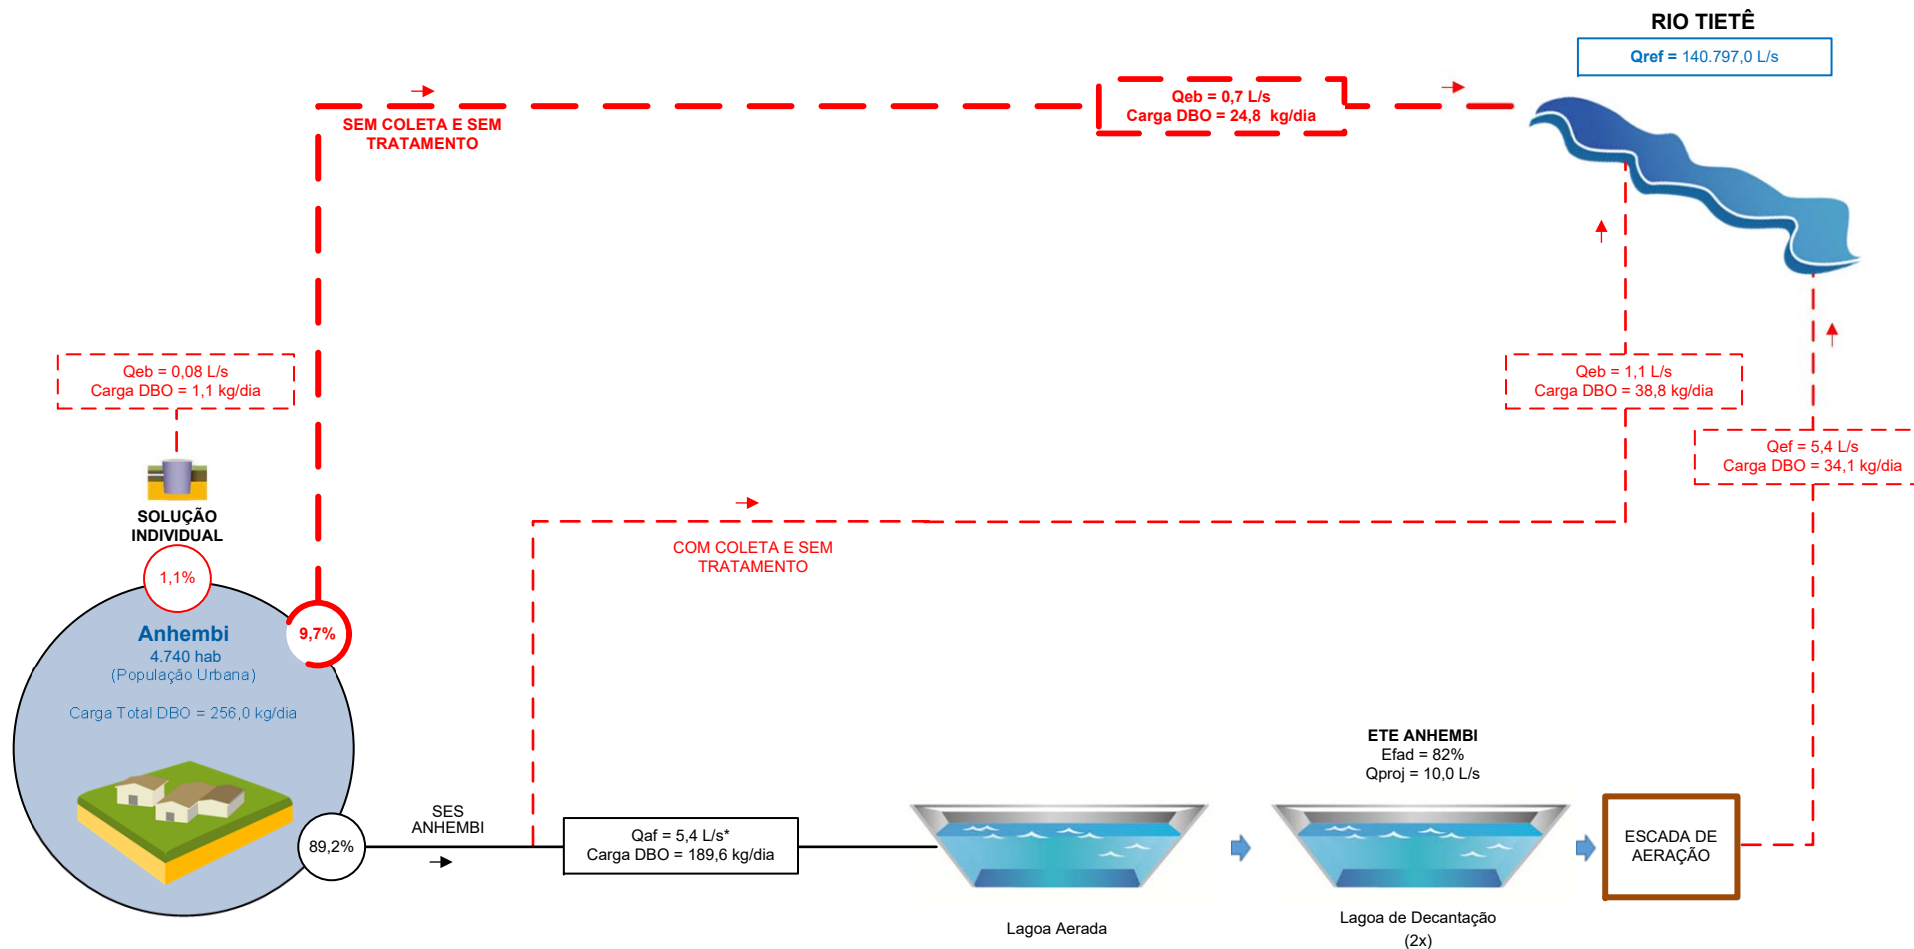 RIO TIETÊ
Qref = 140.797,0 L/s
Qeb = 0,7 L/s
Carga DBO = 24,8 kg/dia
SEM COLETA E SEM
TRATAMENTO
Qeb = 0,08 L/s
Carga DBO = 1,1 kg/dia
Qeb = 1,1 L/s
Carga DBO = 38,8 kg/dia
Qef = 5,4 L/s
Carga DBO = 34,1 kg/dia
SOLUÇÃO
INDIVIDUAL
COM COLETA E SEM
TRATAMENTO
1,1%
9,7%
Anhembi
4.740 hab
(População Urbana)
Carga Total DBO = 256,0 kg/dia
89,2%
SES
ANHEMBI
Qaf = 5,4 L/s*
Carga DBO = 189,6 kg/dia
ETE ANHEMBI
Efad = 82%
Qproj = 10,0 L/s
ESCADA DE
AERAÇÃO
Lagoa Aerada
Lagoa de Decantação
(2x)